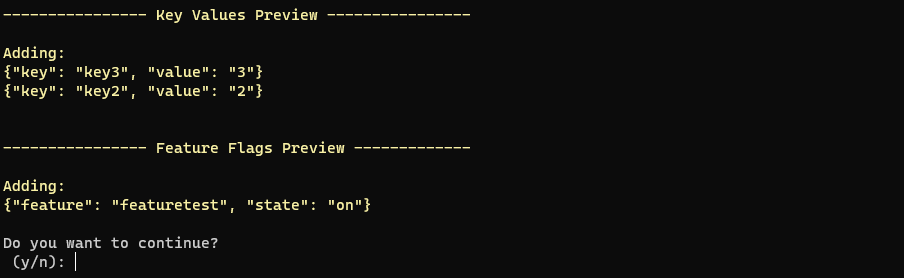 ---------------- Key Values Preview ----------------
Adding:
{"key": "key3", "value": "3"}
{"key": "key2", "value": "2"}
---------------- Feature Flags Preview -------------
Adding:
{"feature": "featuretest", "state": "on"}
Do you want to continue?
(y/n):